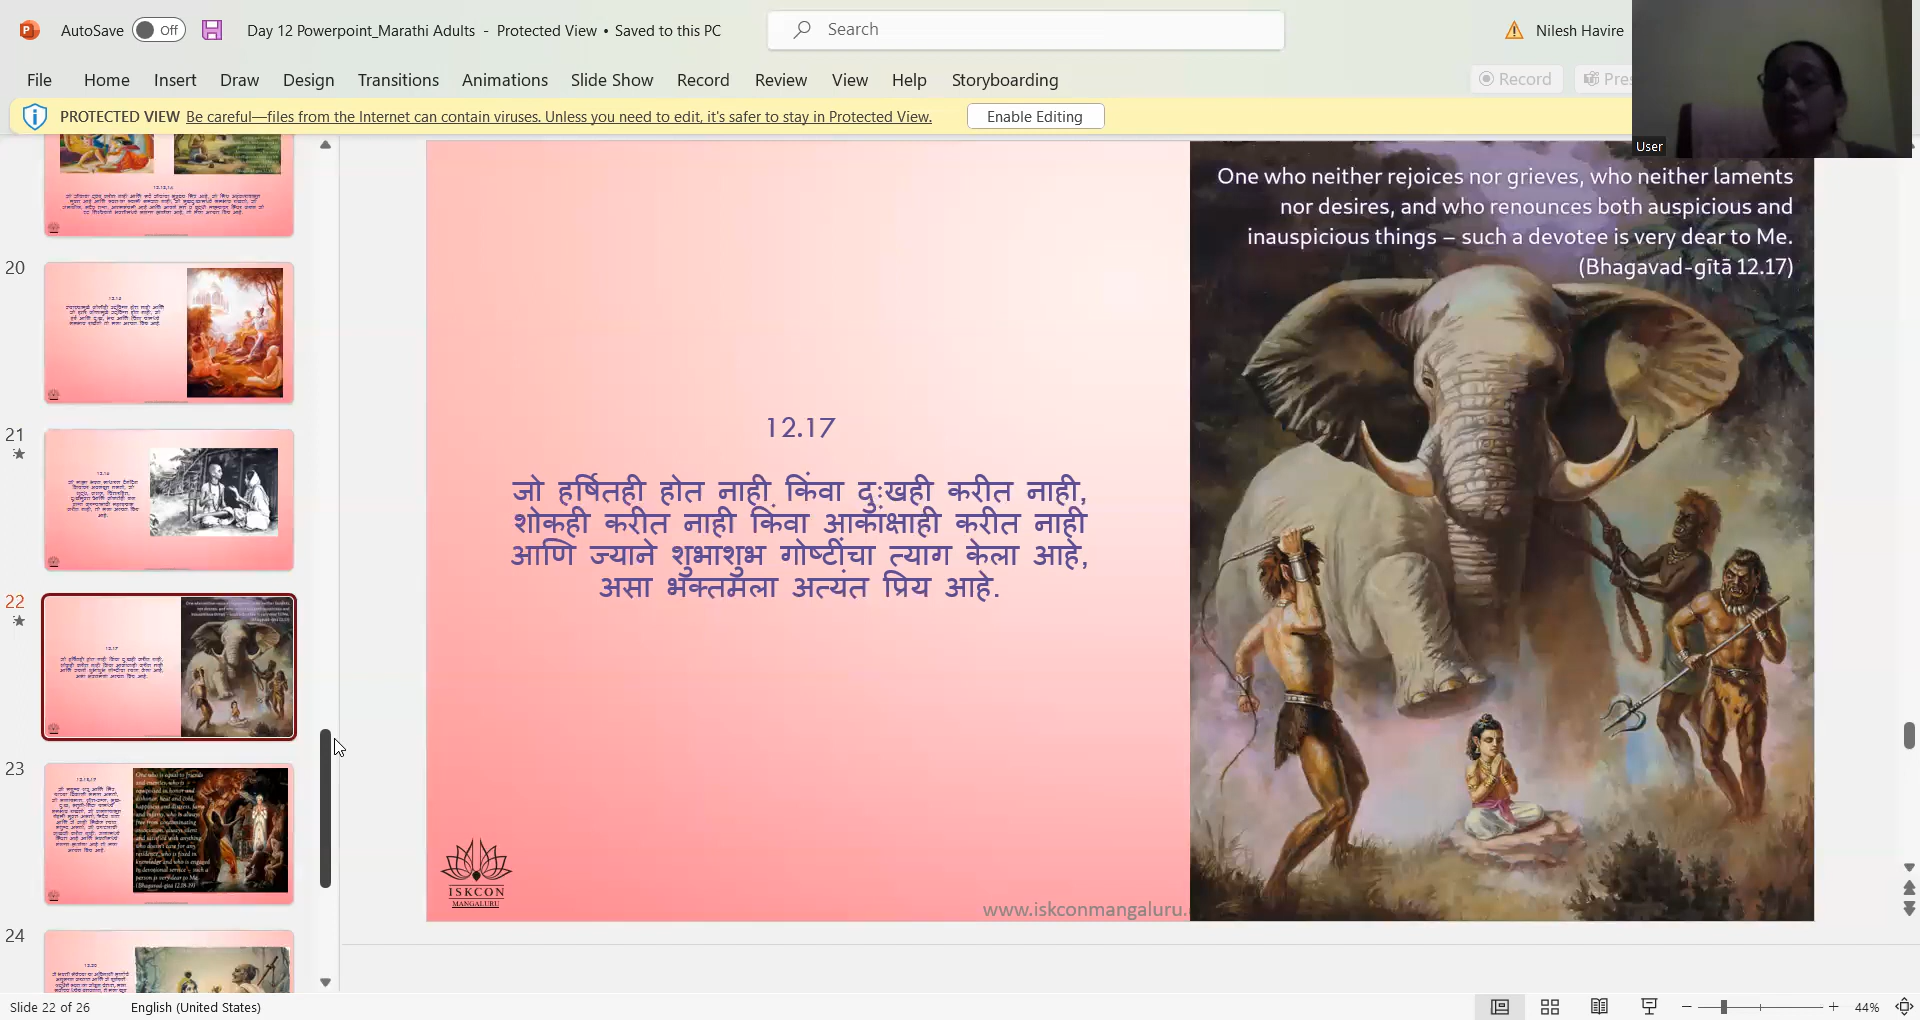 AutoSave Off Day 12 Powerpoint_Marathi Adults - Protected View • Saved to this PC
Search
Nilesh Havire
File Home Insert Draw Design Transitions Animations Slide Show Record Review View Help Storyboarding
Record
PROTECTED VIEW Be careful—files from the Internet can contain viruses. Unless you need to edit, it's safer to stay in Protected View. Enable Editing
User
20
21
22
23
24
One who neither rejoices nor grieves, who neither laments
nor desires, and who renounces both auspicious and
inauspicious things – such a devotee is very dear to Me.
(Bhagavad-gītā 12.17)
12.17
जो हर्षितही होत नाही किंवा दुःखही करीत नाही,
शोकही करीत नाही किंवा आकांक्षाही करीत नाही
आणि ज्याने शुभाशुभ गोष्टींचा त्याग केला आहे,
असा भक्तमला अत्यंत प्रिय आहे.
ISKCON
MANGALURU
www.iskconmangaluru.
Slide 22 of 26 English (United States)
44%